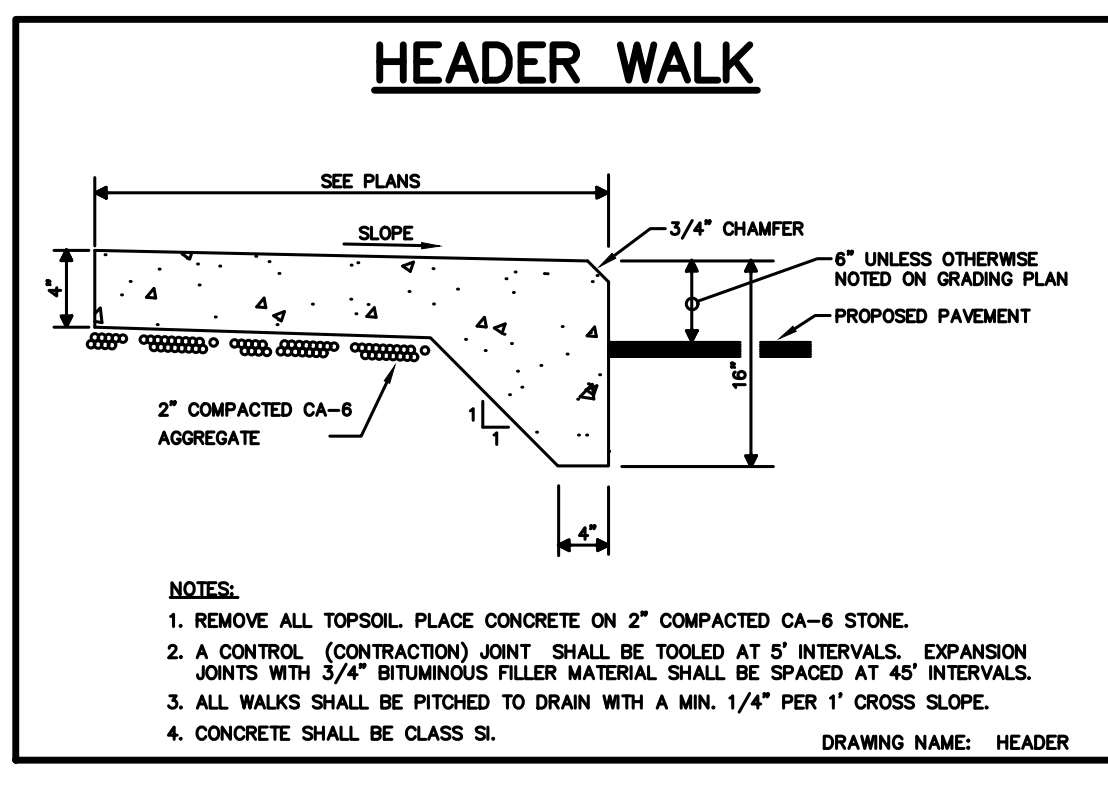 HEADER WALK
SEE PLANS
SLOPE
3/4" CHAMFER
6" UNLESS OTHERWISE
NOTED ON GRADING PLAN
4"
PROPOSED PAVEMENT
16"
2" COMPACTED CA-6
AGGREGATE
1
1
4"
NOTES:
1. REMOVE ALL TOPSOIL. PLACE CONCRETE ON 2" COMPACTED CA-6 STONE.
2. A CONTROL (CONTRACTION) JOINT SHALL BE TOOLED AT 5' INTERVALS. EXPANSION
JOINTS WITH 3/4" BITUMINOUS FILLER MATERIAL SHALL BE SPACED AT 45' INTERVALS.
3. ALL WALKS SHALL BE PITCHED TO DRAIN WITH A MIN. 1/4" PER 1' CROSS SLOPE.
4. CONCRETE SHALL BE CLASS SI.
DRAWING NAME: HEADER